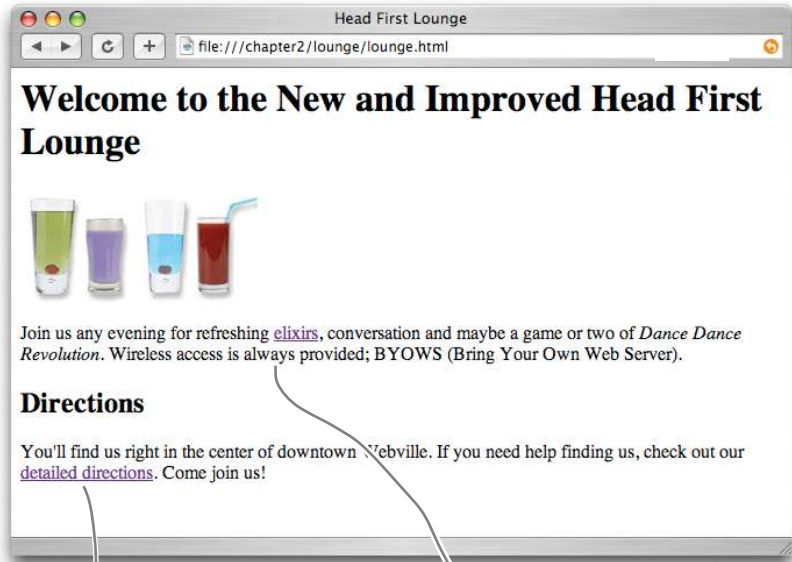 Head First Lounge
file:///chapter2/lounge/lounge.html
Welcome to the New and Improved Head First
Lounge
Join us any evening for refreshing elixirs, conversation and maybe a game or two of Dance Dance
Revolution. Wireless access is always provided; BYOWS (Bring Your Own Web Server).
Directions
You'll find us right in the center of downtown Webville. If you need help finding us, check out our
detailed directions. Come join us!